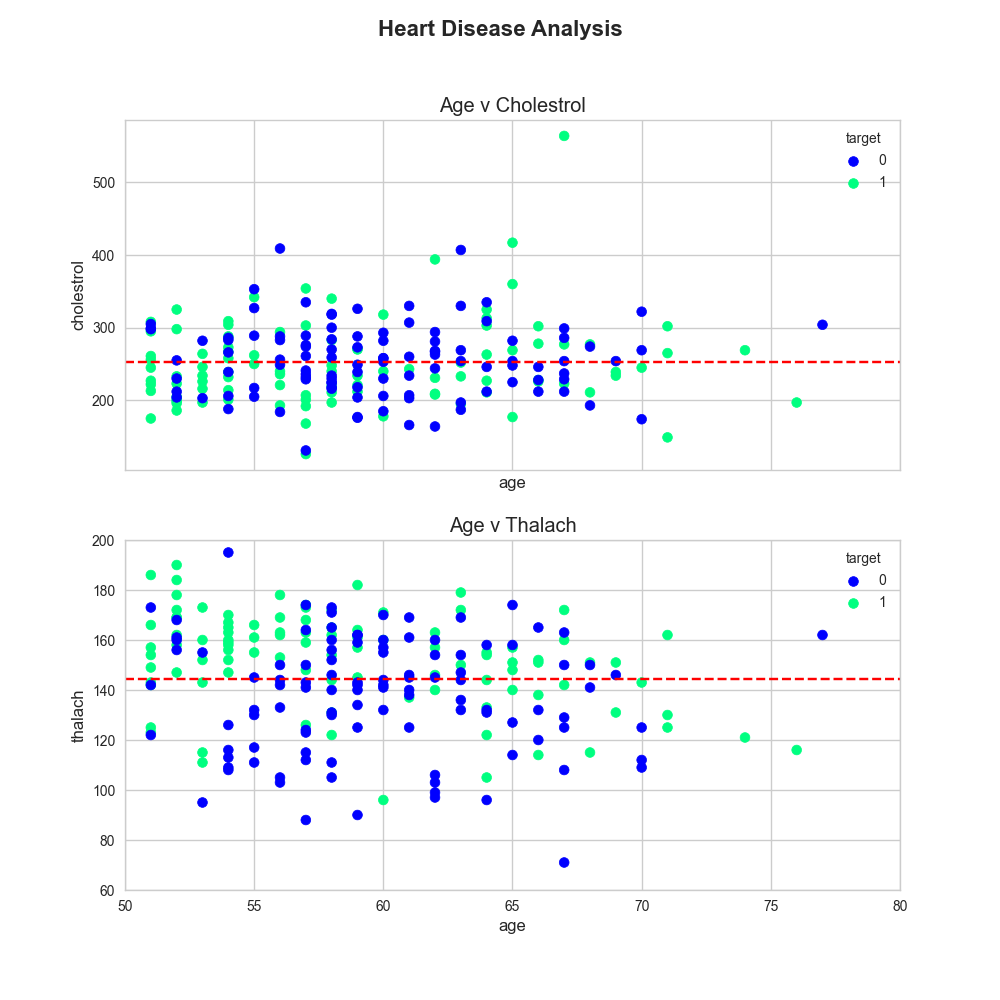 Heart Disease Analysis
Age v Cholestrol
target
0
1
500
400
300
200
cholestrol
age
Age v Thalach
target
0
1
200
180
160
140
120
100
80
60
thalach
50 55 60 65 70 75 80
age